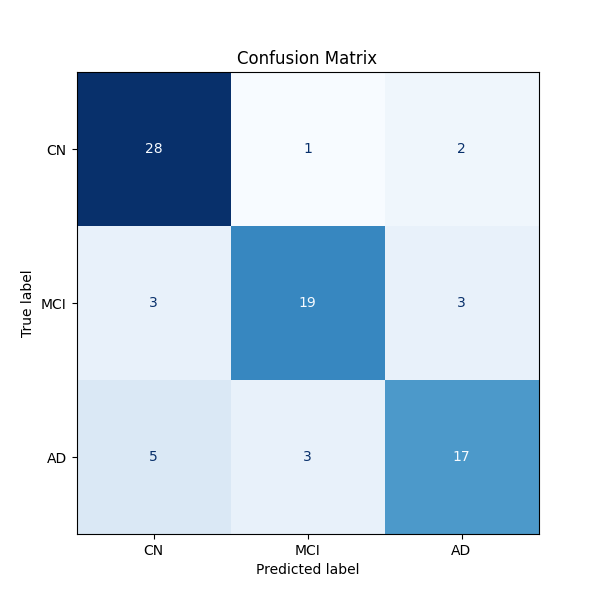 Confusion Matrix
True label
CN 28 1 2
MCI 3 19 3
AD 5 3 17
CN MCI AD
Predicted label